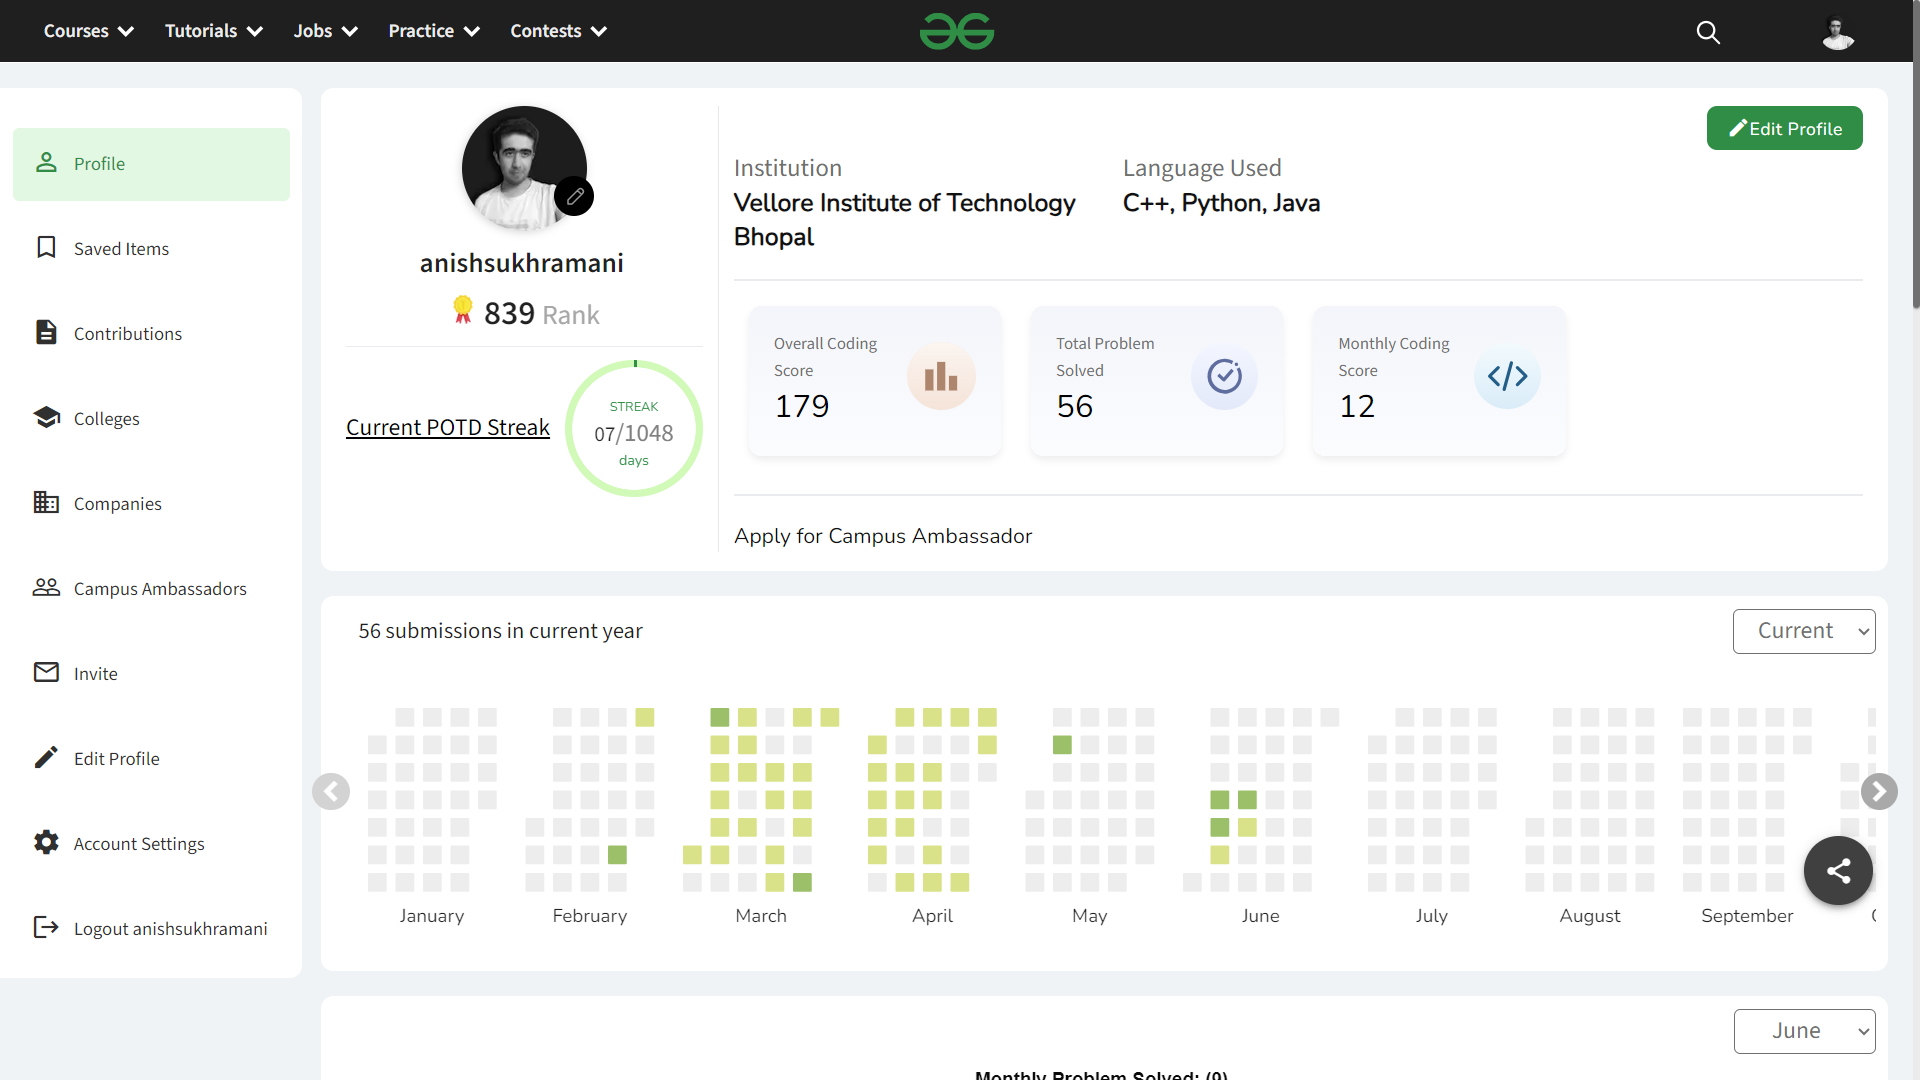 Courses Tutorials Jobs Practice Contests
Profile
Saved Items
Contributions
Colleges
Companies
Campus Ambassadors
Invite
Edit Profile
Account Settings
Logout anishsukhramani
anishsukhramani
839 Rank
Current POTD Streak
STREAK
07/1048
days
Edit Profile
Institution
Vellore Institute of Technology
Bhopal
Language Used
C++, Python, Java
Overall Coding
Score
179
Total Problem
Solved
56
Monthly Coding
Score
12
Apply for Campus Ambassador
56 submissions in current year
Current
January February March April May June July August September
June
Monthly Problem Solved: (9)